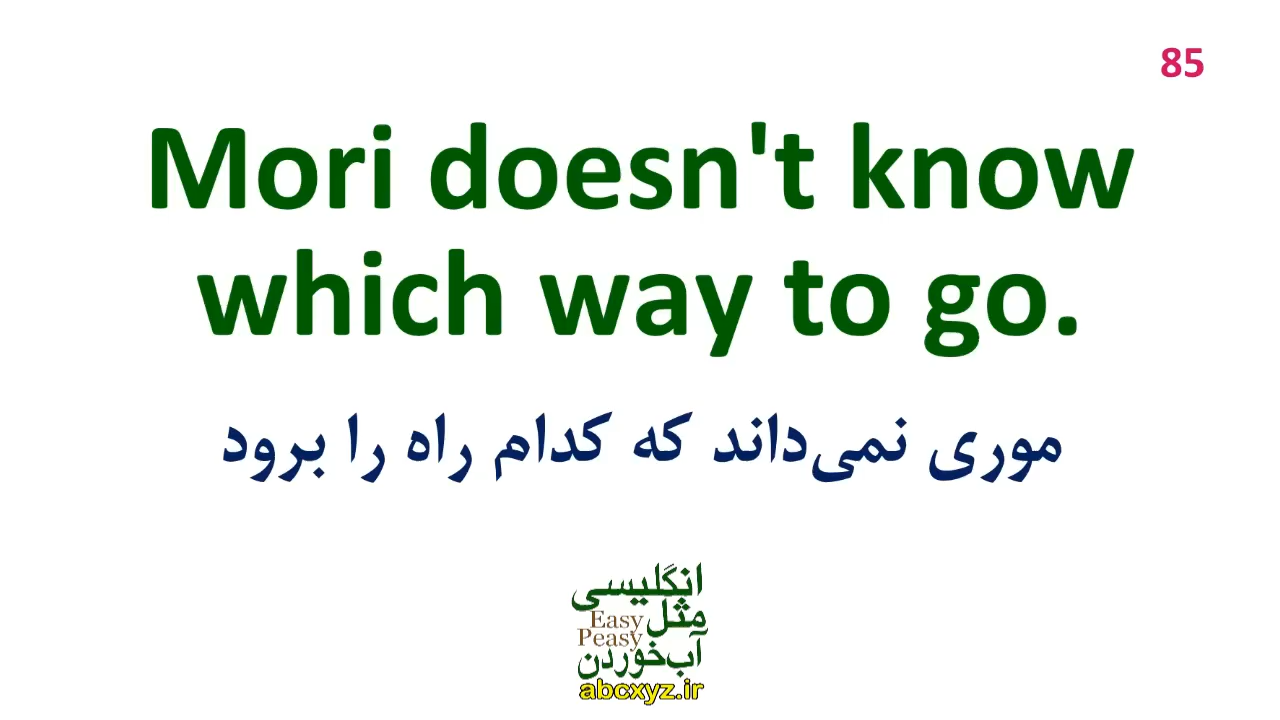 85
Mori doesn't know
which way to go.
موری نمی‌داند که کدام راه را برود
انگلیسی
مثل
Easy
Peasy
آب‌خوردن
abcxyz.ir